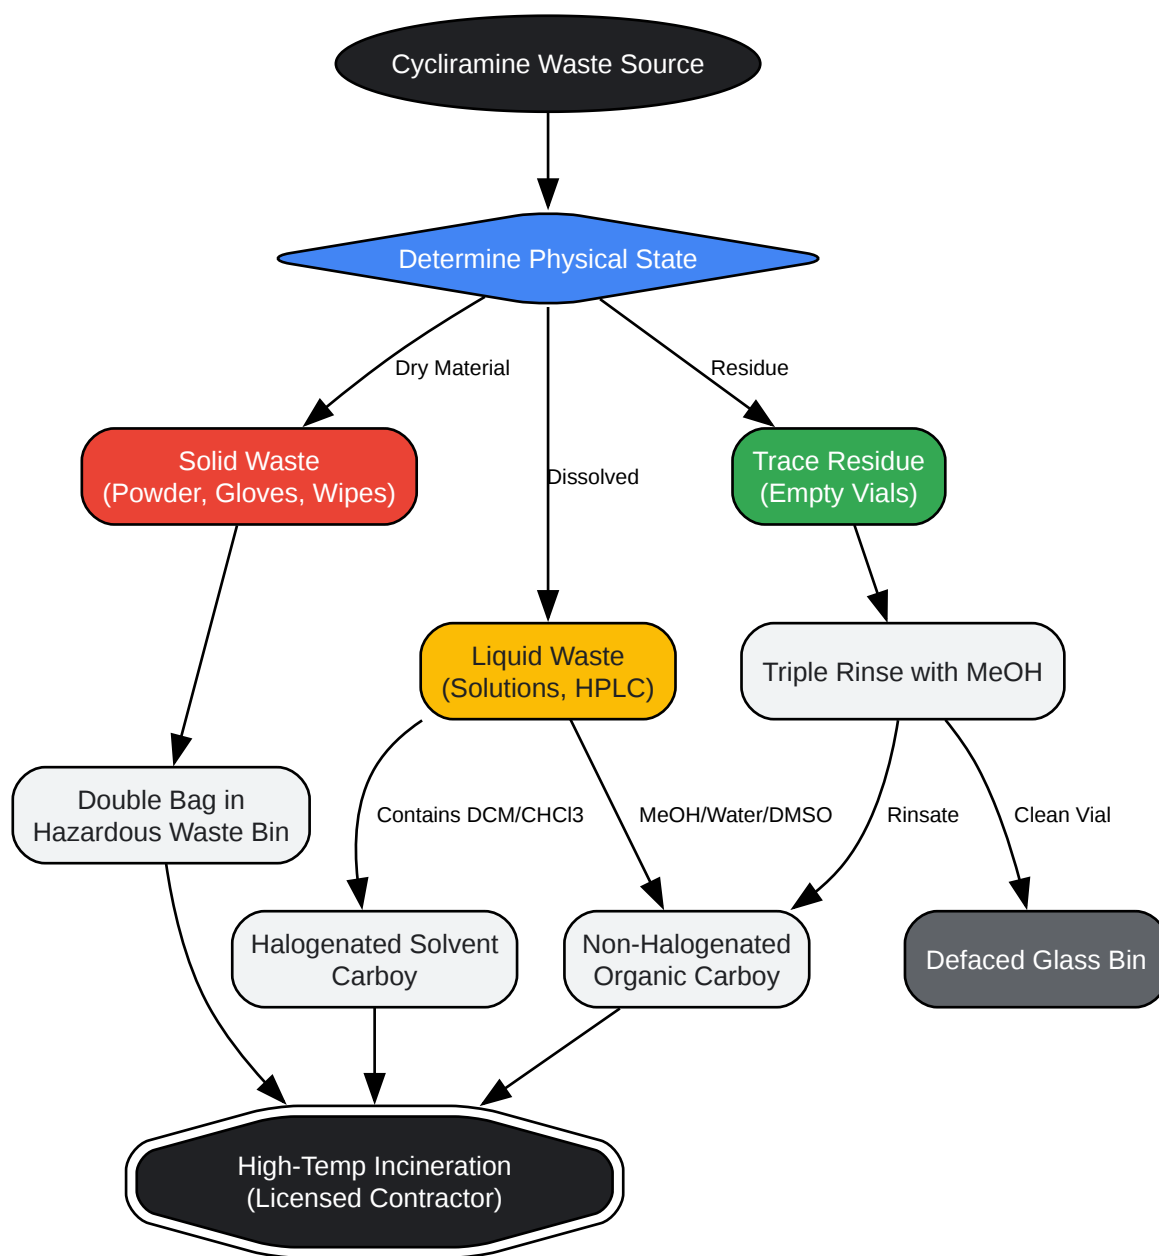 Cycliramine Waste Source
Determine Physical State
Dry Material
Residue
Solid Waste
(Powder, Gloves, Wipes)
Dissolved
Trace Residue
(Empty Vials)
Liquid Waste
(Solutions, HPLC)
Triple Rinse with MeOH
Double Bag in
Hazardous Waste Bin
Contains DCM/CHCl3
MeOH/Water/DMSO
Rinsate
Clean Vial
Halogenated Solvent
Carboy
Non-Halogenated
Organic Carboy
Defaced Glass Bin
High-Temp Incineration
(Licensed Contractor)